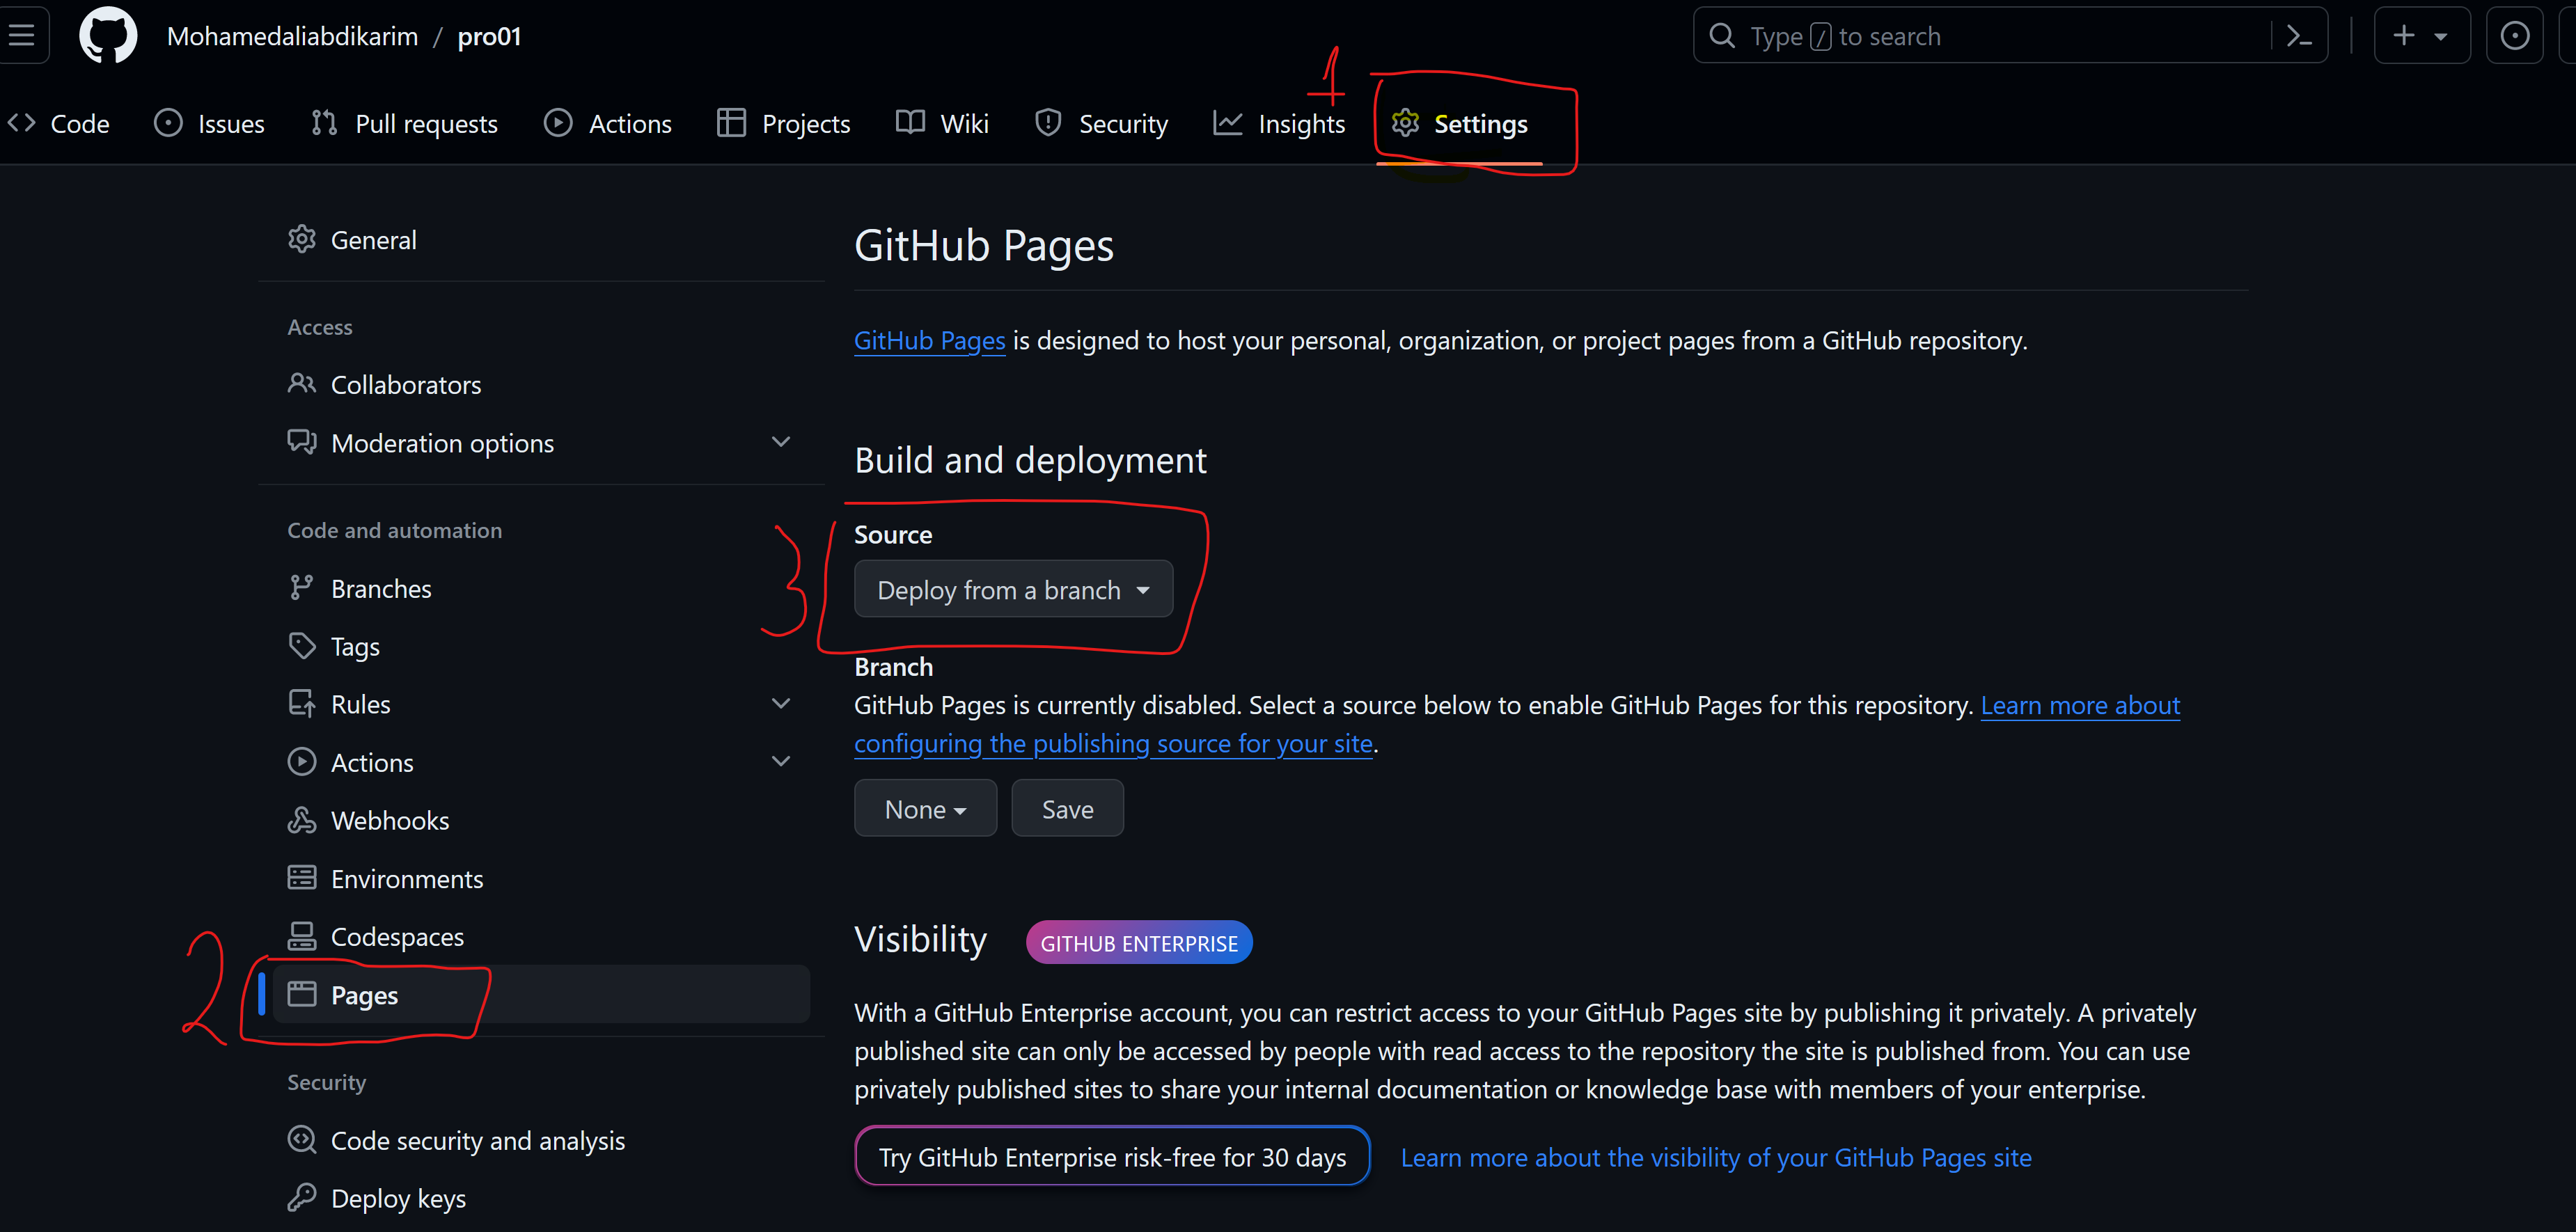 Mohamedaliabdikarim / pro01
Type / to search
Code Issues Pull requests Actions Projects Wiki Security Insights 1 Settings
General
Access
Collaborators
Moderation options
Code and automation
Branches
Tags
Rules
Actions
Webhooks
Environments
Codespaces
2 Pages
Security
Code security and analysis
Deploy keys
GitHub Pages
GitHub Pages is designed to host your personal, organization, or project pages from a GitHub repository.
Build and deployment
3
Source
Deploy from a branch
Branch
GitHub Pages is currently disabled. Select a source below to enable GitHub Pages for this repository. Learn more about
configuring the publishing source for your site.
None Save
Visibility GITHUB ENTERPRISE
With a GitHub Enterprise account, you can restrict access to your GitHub Pages site by publishing it privately. A privately
published site can only be accessed by people with read access to the repository the site is published from. You can use
privately published sites to share your internal documentation or knowledge base with members of your enterprise.
Try GitHub Enterprise risk-free for 30 days Learn more about the visibility of your GitHub Pages site